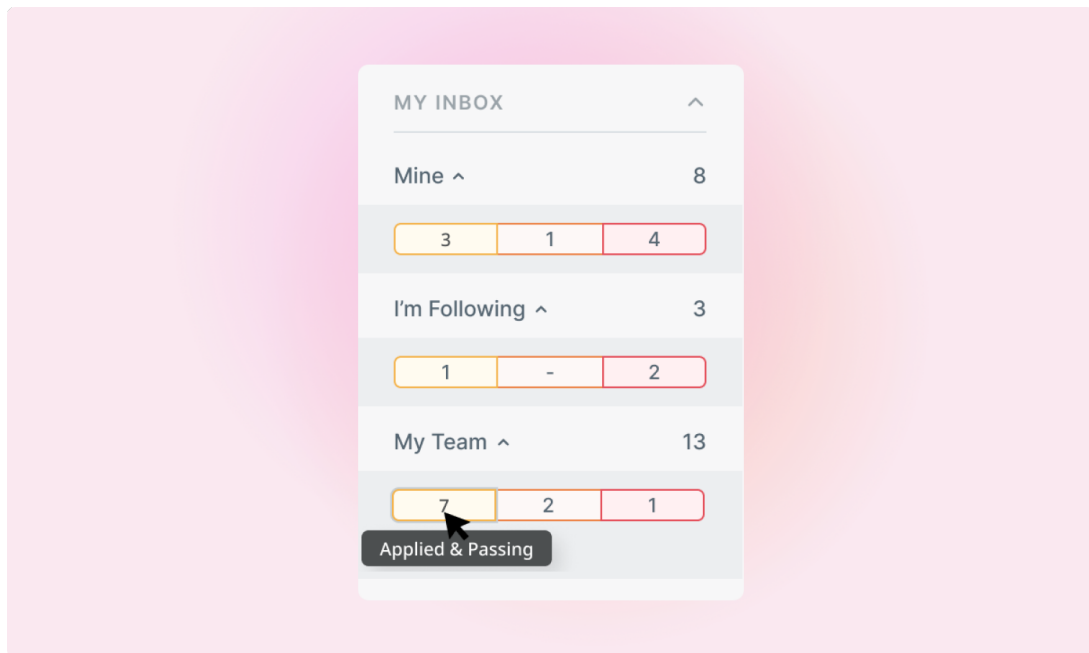 MY INBOX
Mine 8
3 1 4
I'm Following 3
1 - 2
My Team 13
7 2 1
Applied & Passing